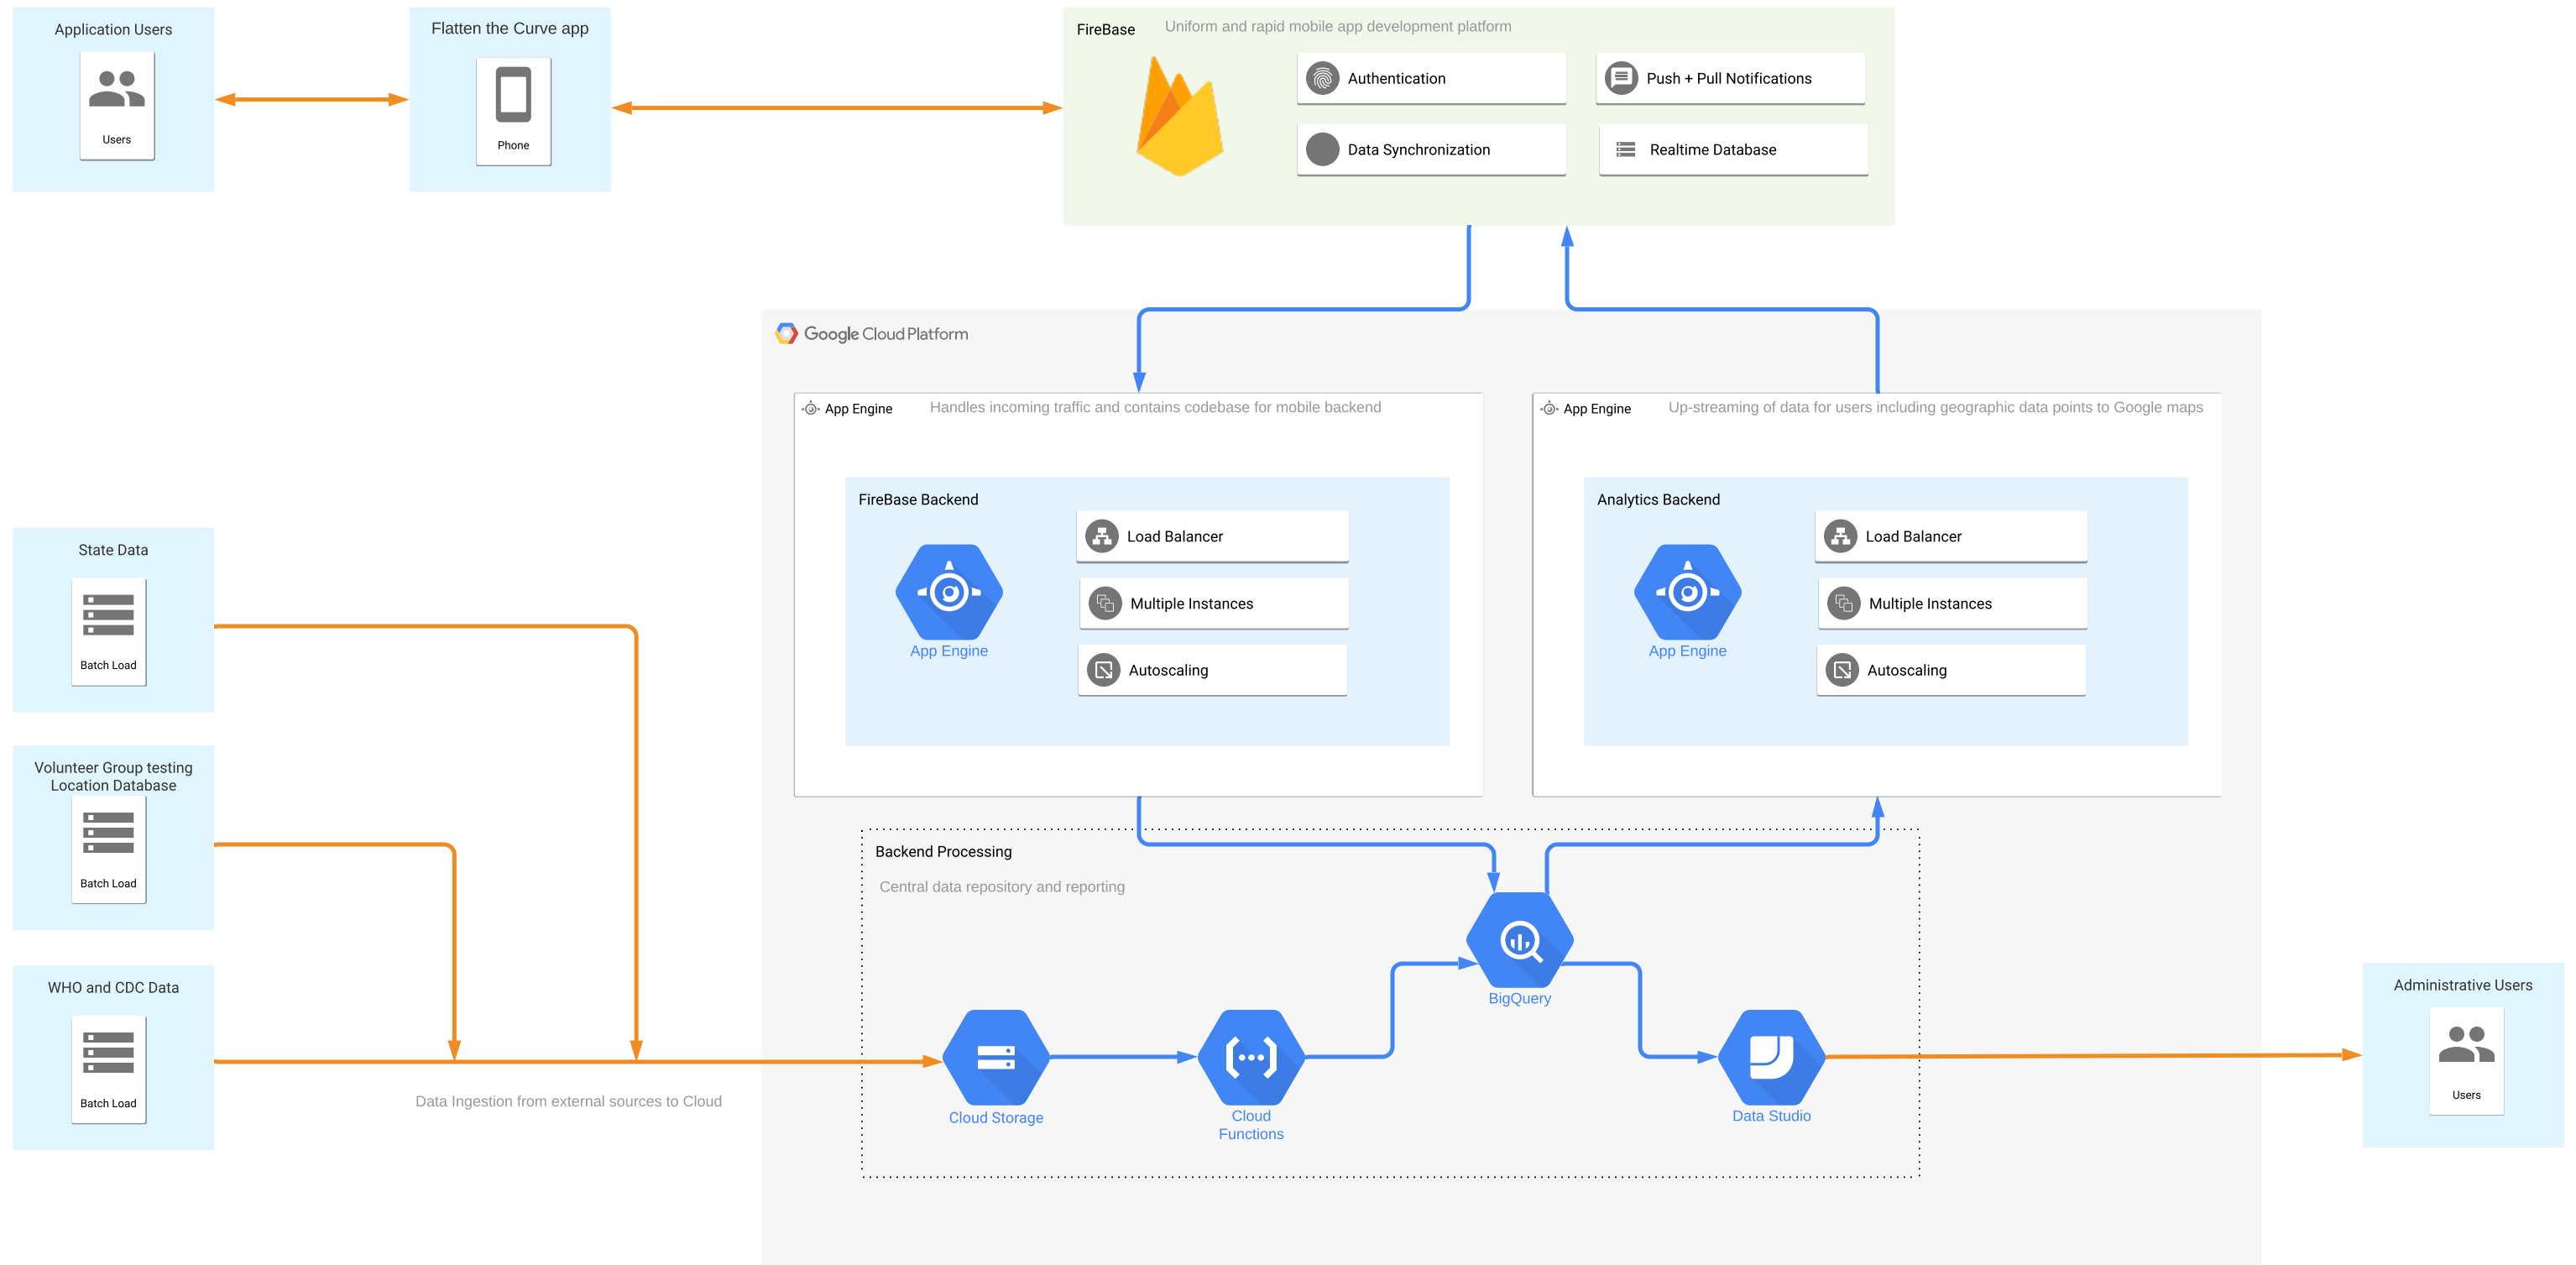 Application Users
Users
Flatten the Curve app
Phone
FireBase
Uniform and rapid mobile app development platform
Authentication
Push + Pull Notifications
Data Synchronization
Realtime Database
Google Cloud Platform
App Engine
Handles incoming traffic and contains codebase for mobile backend
FireBase Backend
App Engine
Load Balancer
Multiple Instances
Autoscaling
App Engine
Up-streaming of data for users including geographic data points to Google maps
Analytics Backend
App Engine
Load Balancer
Multiple Instances
Autoscaling
State Data
Batch Load
Volunteer Group testing
Location Database
Batch Load
WHO and CDC Data
Batch Load
Data Ingestion from external sources to Cloud
Backend Processing
Central data repository and reporting
Cloud Storage
Cloud
Functions
BigQuery
Data Studio
Administrative Users
Users